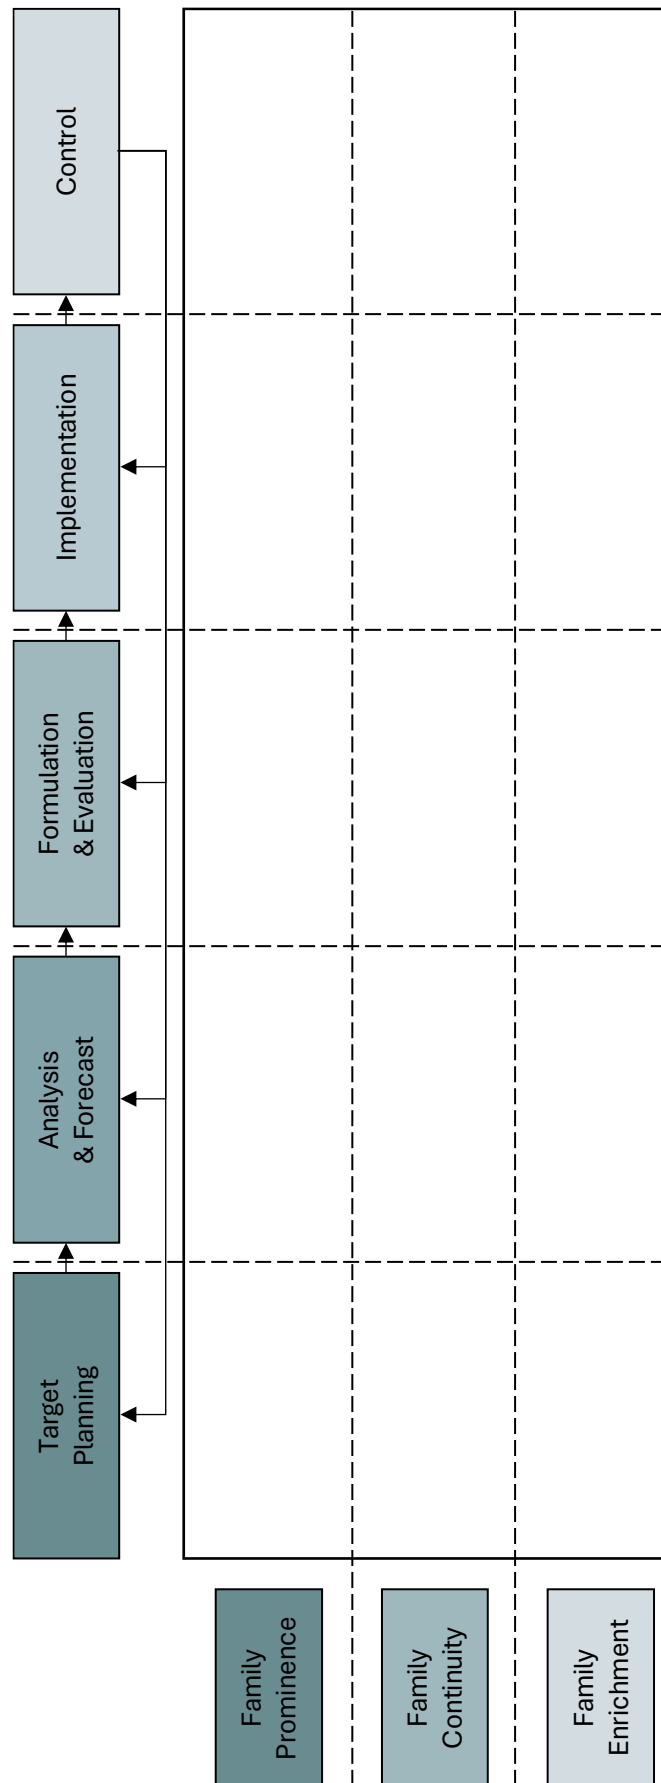 Target
Planning
Analysis
& Forecast
Formulation
& Evaluation
Implementation
Control
Family
Prominence
Family
Continuity
Family
Enrichment